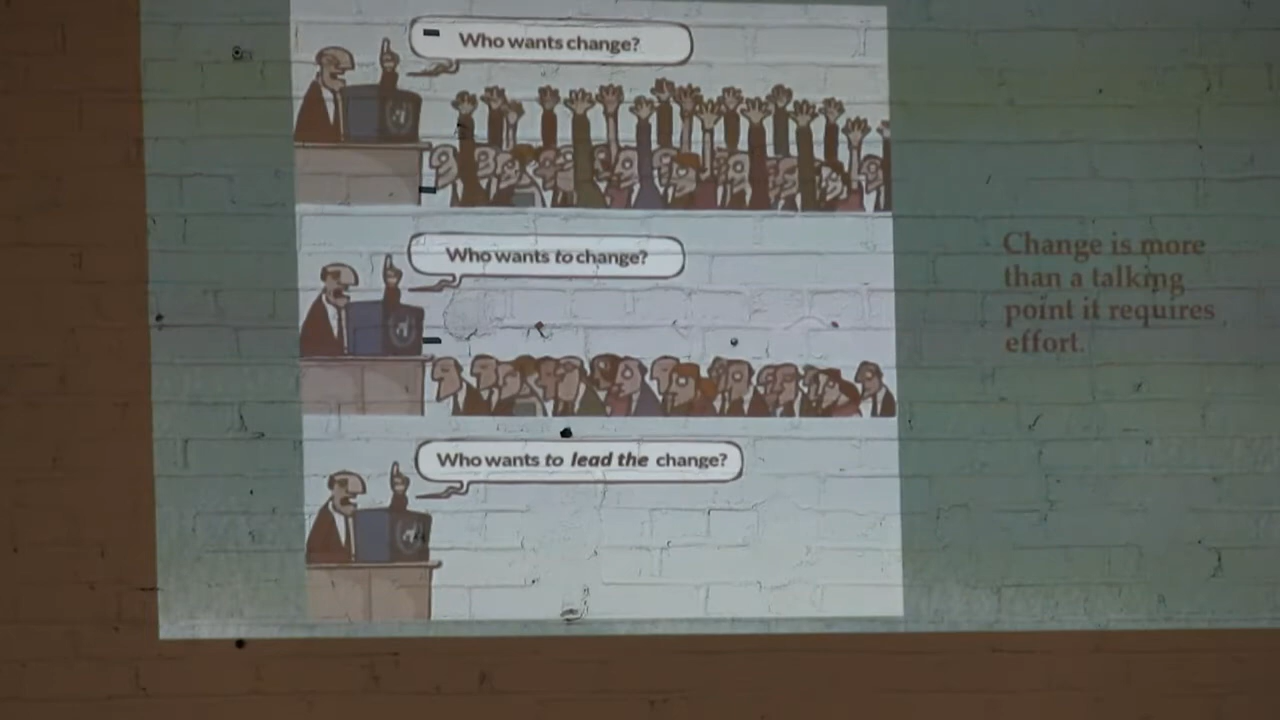 Who wants change?
Who wants to change?
Who wants to lead the change?
Change is more
than a talking
point it requires
effort.